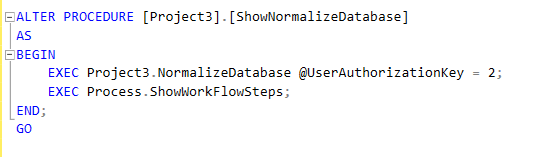 ALTER PROCEDURE [Project3].[ShowNormalizeDatabase]
AS
BEGIN
    EXEC Project3.NormalizeDatabase @UserAuthorizationKey = 2;
    EXEC Process.ShowWorkFlowSteps;
END;
GO